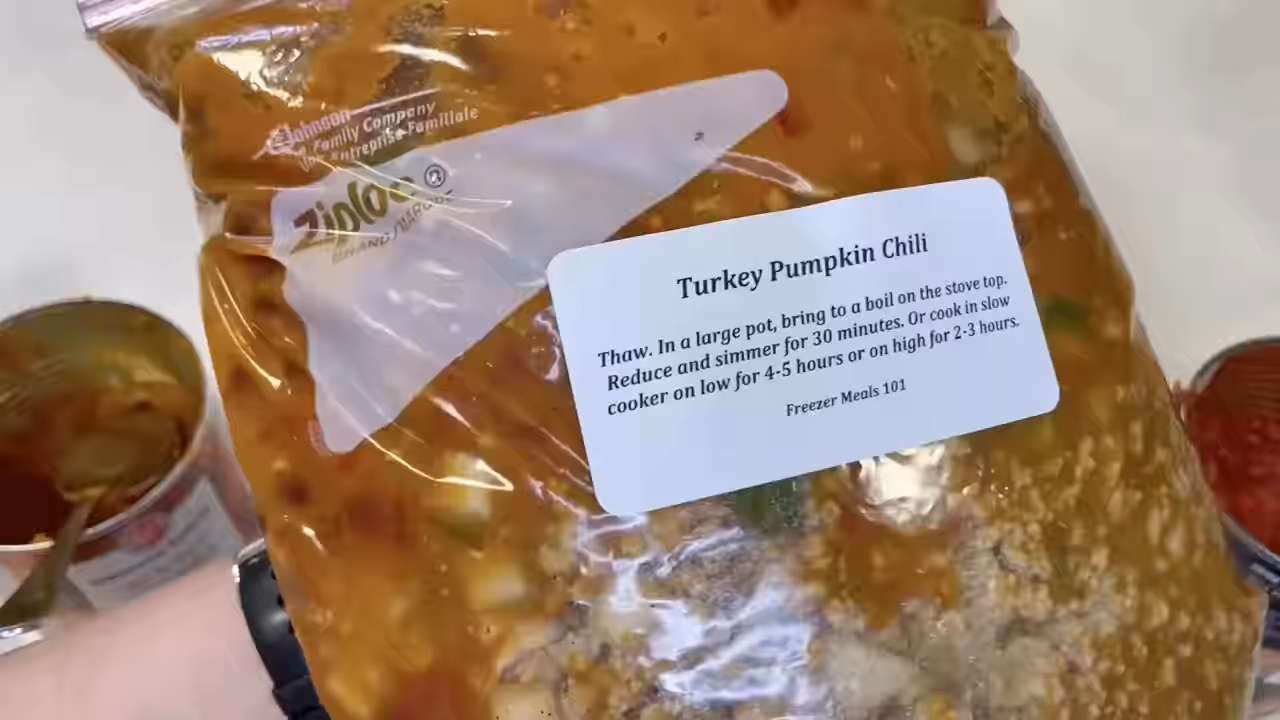 Johnson
A Family Company
Une Entreprise Familiale
Ziploc®
BRAND/MARQUE
Turkey Pumpkin Chili
Thaw. In a large pot, bring to a boil on the stove top.
Reduce and simmer for 30 minutes. Or cook in slow
cooker on low for 4-5 hours or on high for 2-3 hours.
Freezer Meals 101